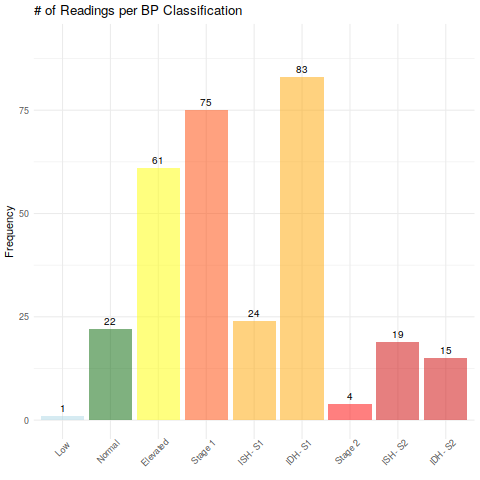 # of Readings per BP Classification
Frequency
75
50
25
0
1
22
61
75
24
83
4
19
15
Low
Normal
Elevated
Stage 1
ISH - S1
IDH - S1
Stage 2
ISH - S2
IDH - S2